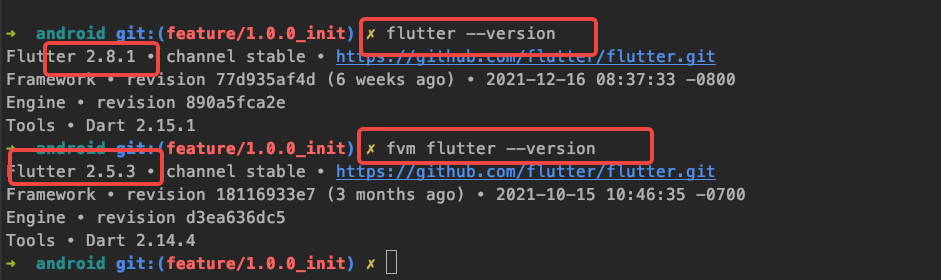 ➜ android git:(feature/1.0.0_init) ✗ flutter --version
Flutter 2.8.1 • channel stable • https://github.com/flutter/flutter.git
Framework • revision 77d935af4d (6 weeks ago) • 2021-12-16 08:37:33 -0800
Engine • revision 890a5fca2e
Tools • Dart 2.15.1
➜ android git:(feature/1.0.0_init) ✗ fvm flutter --version
Flutter 2.5.3 • channel stable • https://github.com/flutter/flutter.git
Framework • revision 18116933e7 (3 months ago) • 2021-10-15 10:46:35 -0700
Engine • revision d3ea636dc5
Tools • Dart 2.14.4
➜ android git:(feature/1.0.0_init) ✗